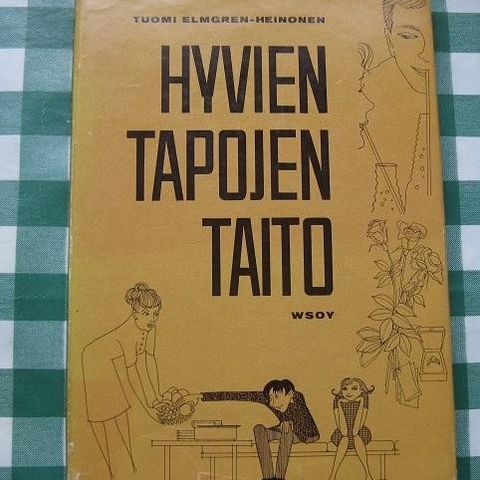 TUOMI ELMGREN-HEINONEN
HYVIEN
TAPOJEN
TAITO
WSOY